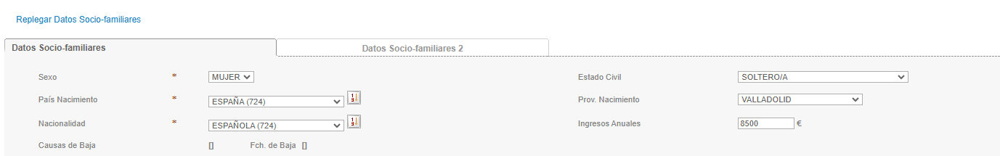 Replegar Datos Socio-familiares
Datos Socio-familiares Datos Socio-familiares 2
Sexo * MUJER Estado Civil SOLTERO/A
País Nacimiento * ESPAÑA (724) Prov. Nacimiento VALLADOLID
Nacionalidad * ESPAÑOLA (724) Ingresos Anuales 8500 €
Causas de Baja [] Fch. de Baja []